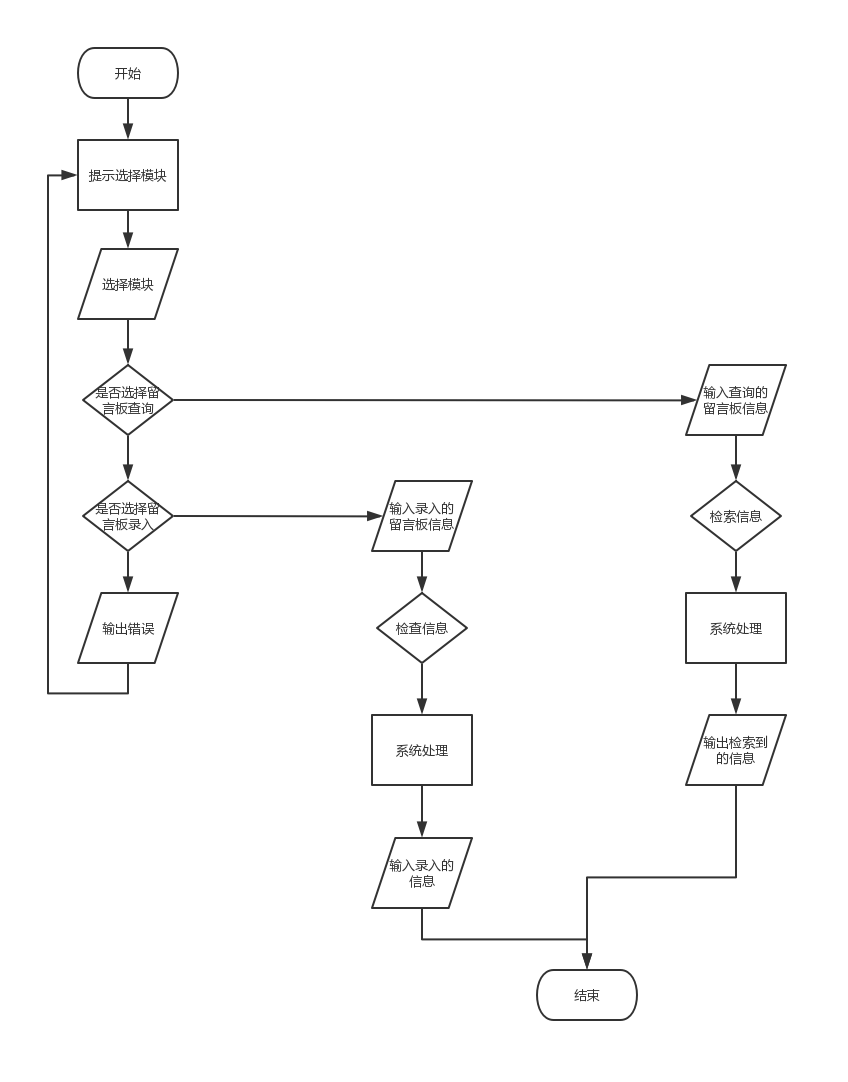 开始
提示选择模块
选择模块
是否选择留
言板查询
输入查询的
留言板信息
是否选择留
言板录入
输入录入的
留言板信息
检索信息
输出错误
检查信息
系统处理
系统处理
输出检索到
的信息
输入录入的
信息
结束